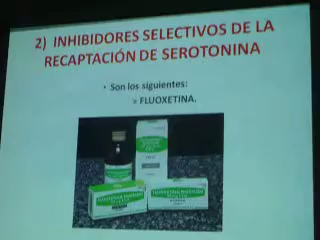 2) INHIBIDORES SELECTIVOS DE LA
RECAPTACIÓN DE SEROTONINA
• Son los siguientes:
» FLUOXETINA.